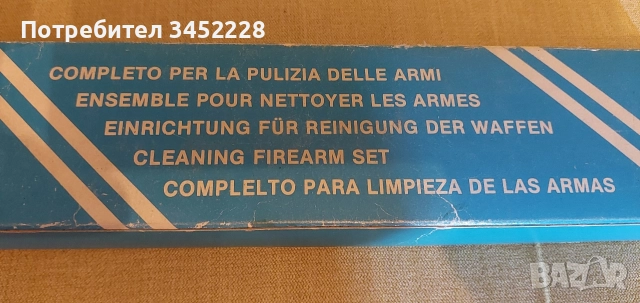 Потребител 3452228
COMPLETO PER LA PULIZIA DELLE ARMI
ENSEMBLE POUR NETTOYER LES ARMES
EINRICHTUNG FÜR REINIGUNG DER WAFFEN
CLEANING FIREARM SET
COMPLELTO PARA LIMPIEZA DE LAS ARMAS
BAZAR